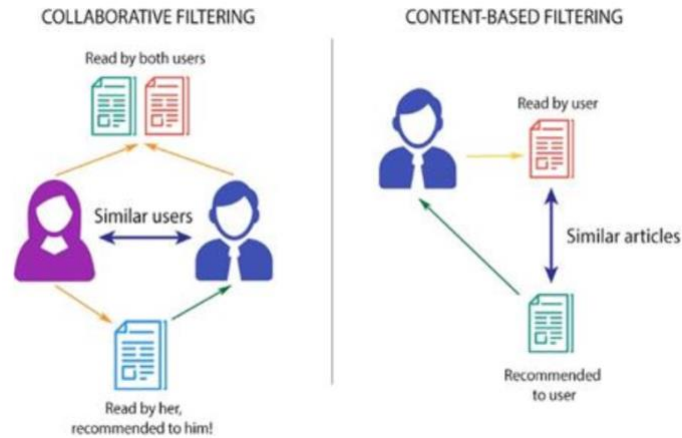 COLLABORATIVE FILTERING
Read by both users
Similar users
Read by her,
recommended to him!
CONTENT-BASED FILTERING
Read by user
Similar articles
Recommended
to user